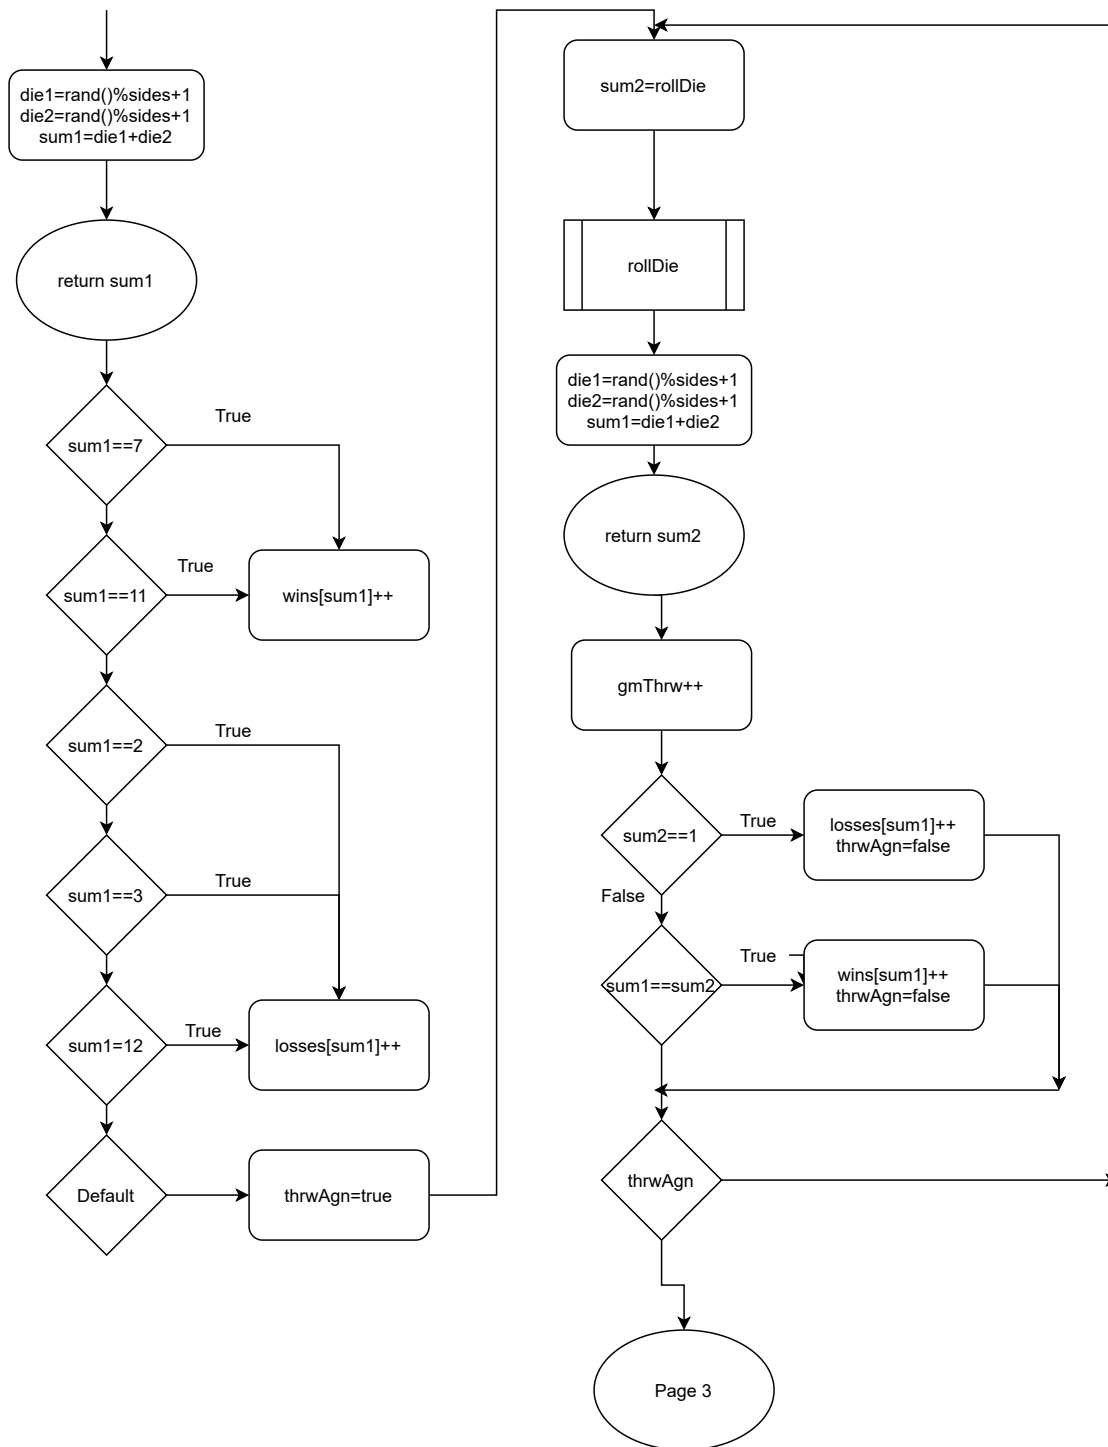 die1=rand()%sides+1
die2=rand()%sides+1
sum1=die1+die2
return sum1
sum1==7
True
sum1==11
True
wins[sum1]++
sum1==2
True
sum1==3
True
sum1=12
True
losses[sum1]++
Default
thrwAgn=true
sum2=rollDie
rollDie
die1=rand()%sides+1
die2=rand()%sides+1
sum1=die1+die2
return sum2
gmThrw++
sum2==1
True
losses[sum1]++
thrwAgn=false
False
sum1==sum2
True
wins[sum1]++
thrwAgn=false
thrwAgn
Page 3